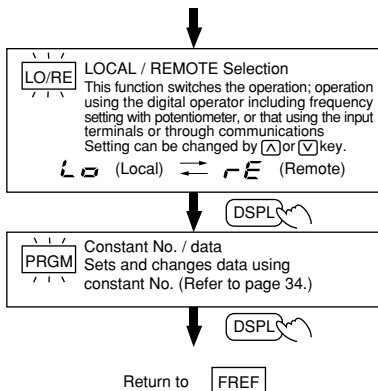 LO/RE
LOCAL / REMOTE Selection
This function switches the operation; operation
using the digital operator including frequency
setting with potentiometer, or that using the input
terminals or through communications
Setting can be changed by ∧ or ∨ key.
Lo (Local) rE (Remote)
DSPL
PRGM
Constant No. / data
Sets and changes data using
constant No. (Refer to page 34.)
DSPL
Return to FREF